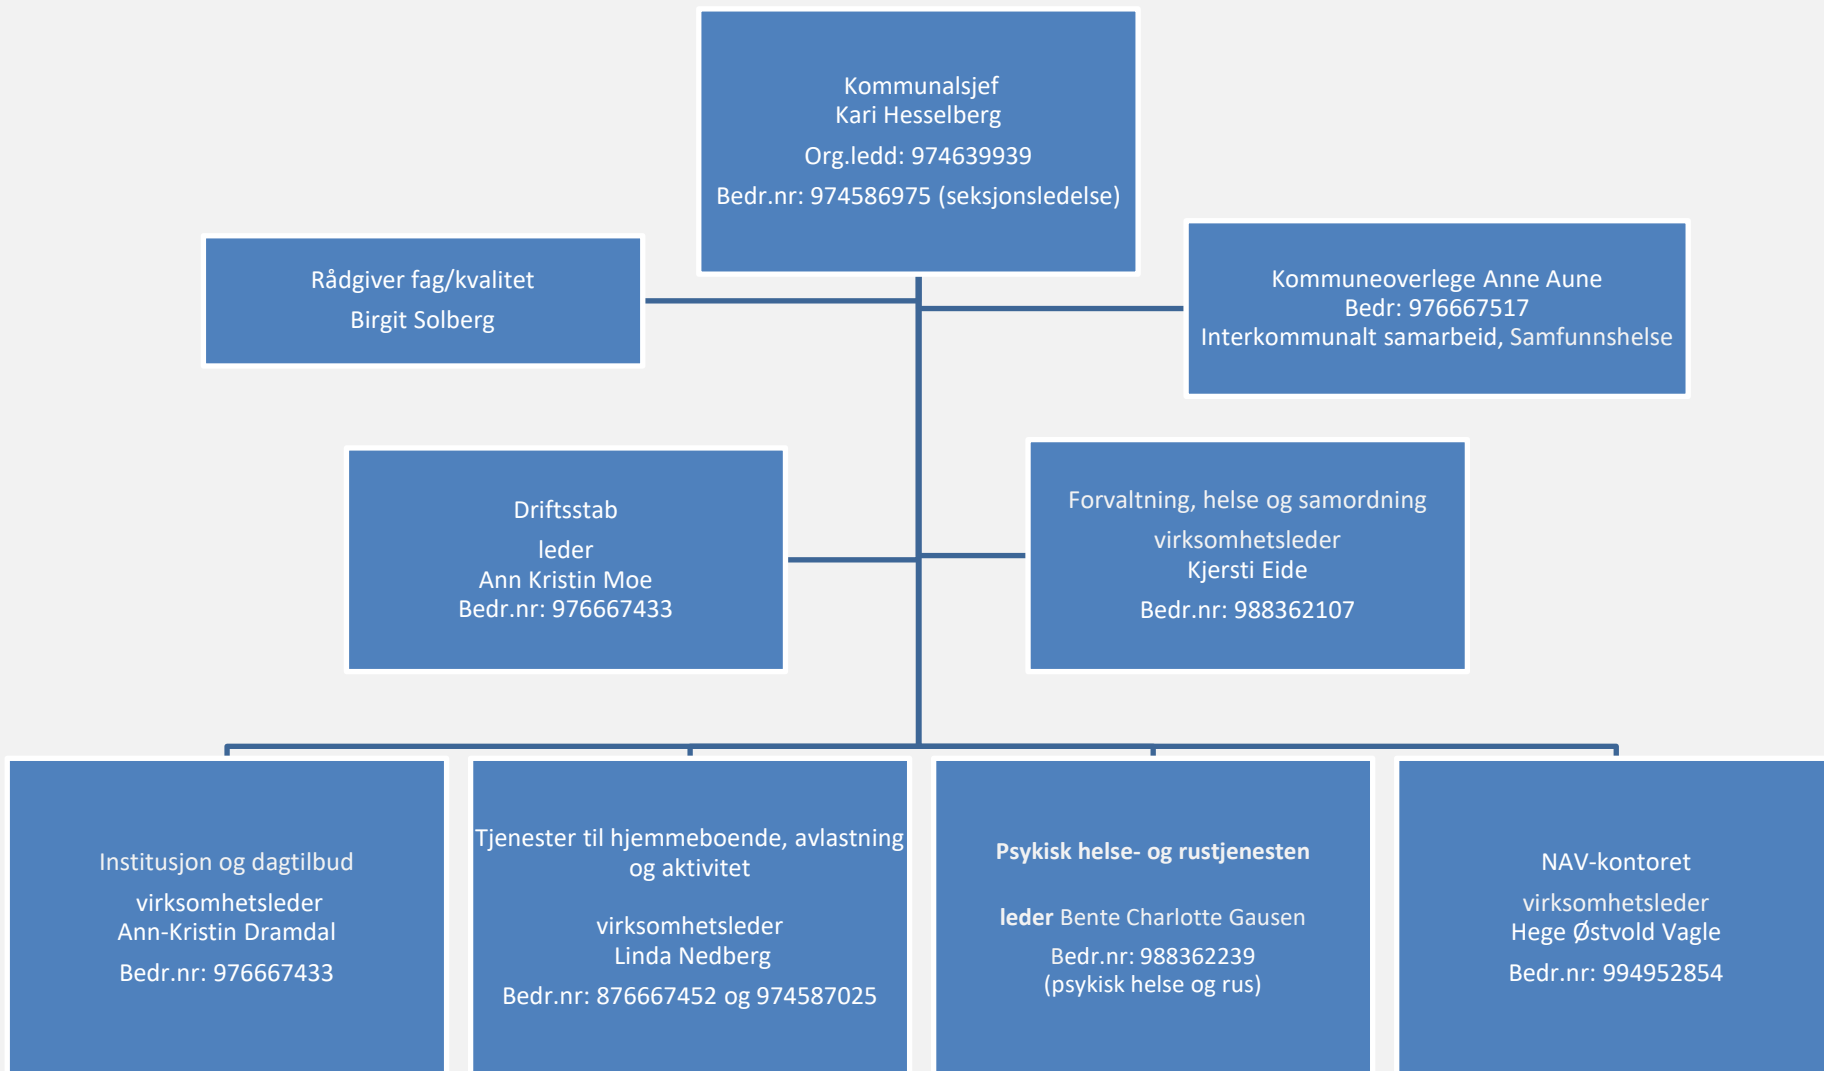 Kommunalsjef
Kari Hesselberg
Org.ledd: 974639939
Bedr.nr: 974586975 (seksjonsledelse)
Rådgiver fag/kvalitet
Birgit Solberg
Kommuneoverlege Anne Aune
Bedr: 976667517
Interkommunalt samarbeid, Samfunnshelse
Driftsstab
leder
Ann Kristin Moe
Bedr.nr: 976667433
Forvaltning, helse og samordning
virksomhetsleder
Kjersti Eide
Bedr.nr: 988362107
Institusjon og dagtilbud
virksomhetsleder
Ann-Kristin Dramdal
Bedr.nr: 976667433
Tjenester til hjemmeboende, avlastning
og aktivitet
virksomhetsleder
Linda Nedberg
Bedr.nr: 876667452 og 974587025
Psykisk helse- og rustjenesten
leder Bente Charlotte Gausen
Bedr.nr: 988362239
(psykisk helse og rus)
NAV-kontoret
virksomhetsleder
Hege Østvold Vagle
Bedr.nr: 994952854